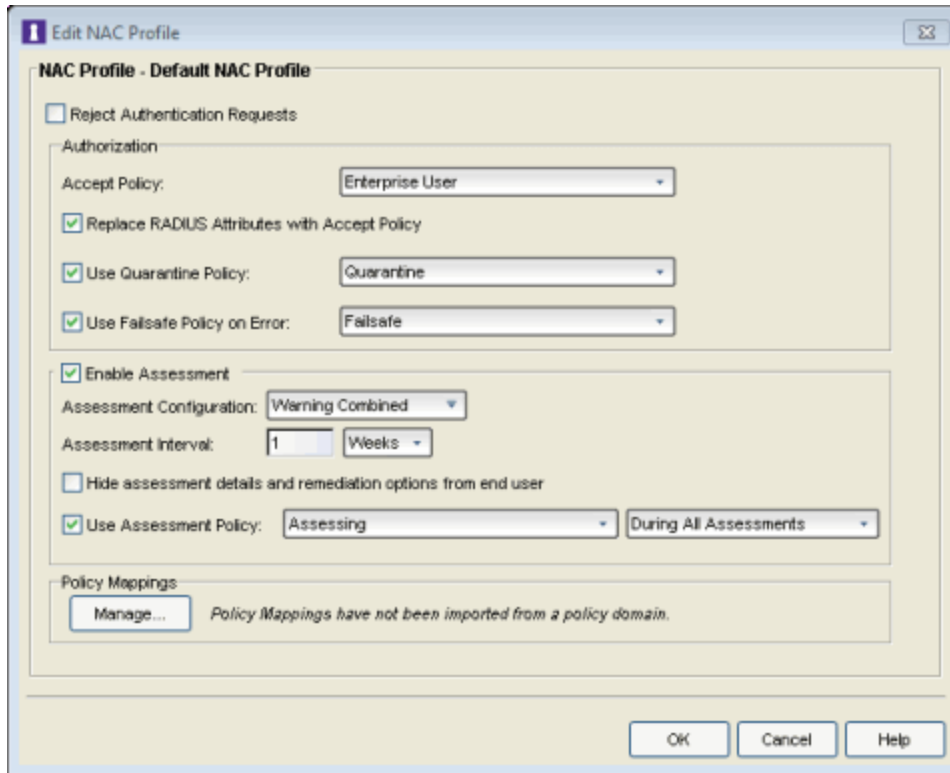 Edit NAC Profile
NAC Profile - Default NAC Profile
Reject Authentication Requests
Authorization
Accept Policy: Enterprise User
Replace RADIUS Attributes with Accept Policy
Use Quarantine Policy: Quarantine
Use Failsafe Policy on Error: Failsafe
Enable Assessment
Assessment Configuration: Warning Combined
Assessment Interval: 1 Weeks
Hide assessment details and remediation options from end user
Use Assessment Policy: Assessing During All Assessments
Policy Mappings
Manage... Policy Mappings have not been imported from a policy domain.
OK Cancel Help